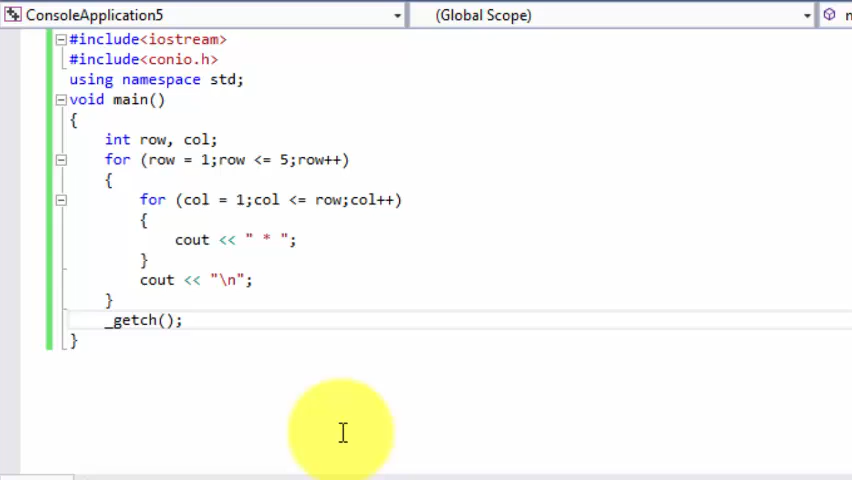 ConsoleApplication5 (Global Scope)
#include<iostream>
#include<conio.h>
using namespace std;
void main()
{
    int row, col;
    for (row = 1;row <= 5;row++)
    {
        for (col = 1;col <= row;col++)
        {
            cout << " * ";
        }
        cout << "\n";
    }
    _getch();
}